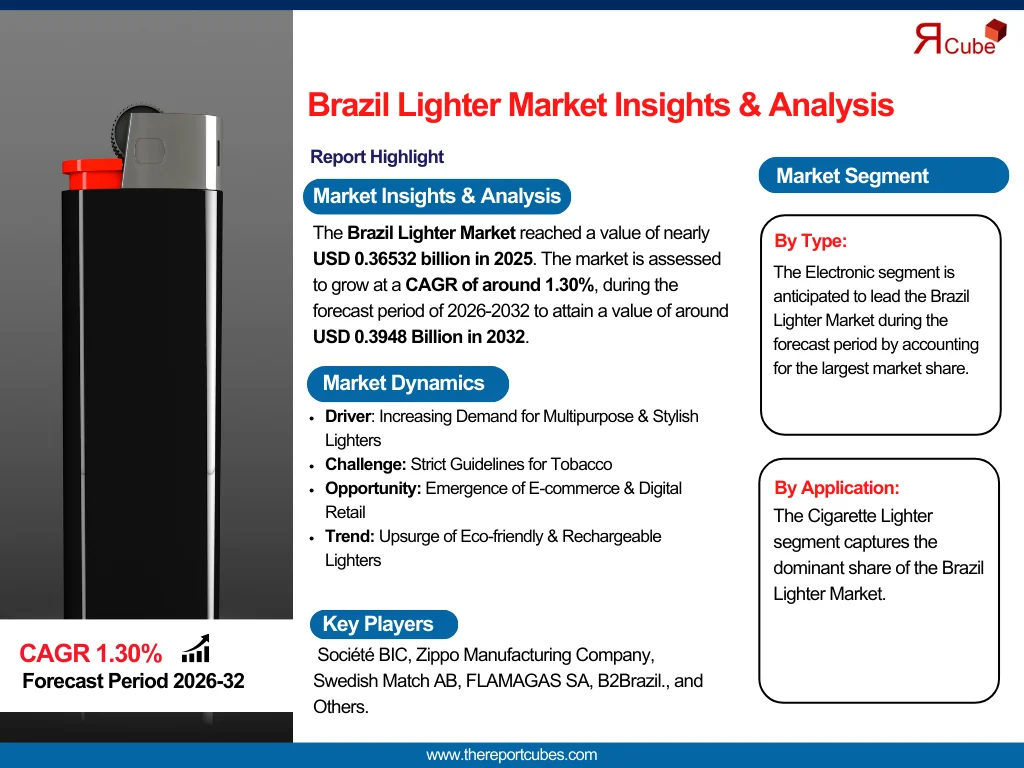 ЯCube
Brazil Lighter Market Insights & Analysis
Report Highlight
Market Insights & Analysis
The Brazil Lighter Market reached a value of nearly
USD 0.36532 billion in 2025. The market is assessed
to grow at a CAGR of around 1.30%, during the
forecast period of 2026-2032 to attain a value of around
USD 0.3948 Billion in 2032.
Market Dynamics
• Driver: Increasing Demand for Multipurpose & Stylish
Lighters
• Challenge: Strict Guidelines for Tobacco
• Opportunity: Emergence of E-commerce & Digital
Retail
• Trend: Upsurge of Eco-friendly & Rechargeable
Lighters
Key Players
Société BIC, Zippo Manufacturing Company,
Swedish Match AB, FLAMAGAS SA, B2Brazil., and
Others.
Market Segment
By Type:
The Electronic segment is
anticipated to lead the Brazil
Lighter Market during the
forecast period by accounting
for the largest market share.
By Application:
The Cigarette Lighter
segment captures the
dominant share of the Brazil
Lighter Market.
CAGR 1.30%
Forecast Period 2026-32
www.thereportcubes.com